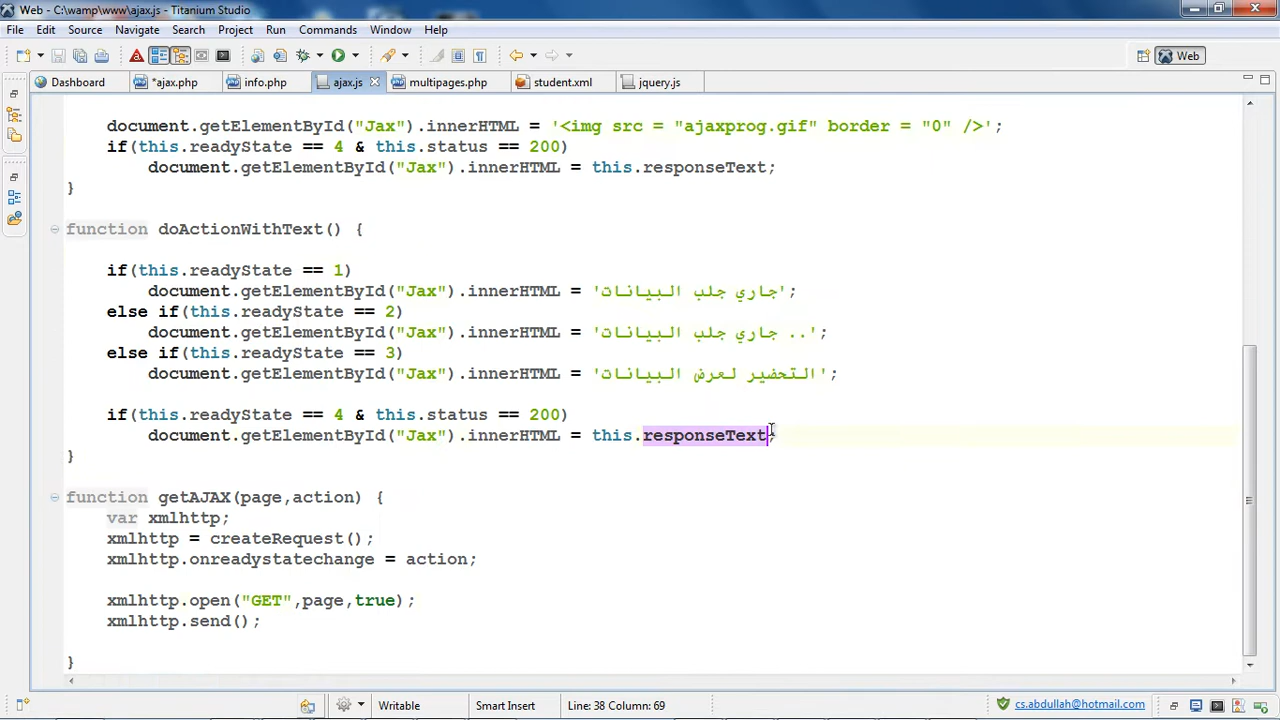 Web - C:\wamp\www\ajax.js - Titanium Studio
File Edit Source Navigate Search Project Run Commands Window Help
Web
Dashboard *ajax.php info.php ajax.js multipages.php student.xml jquery.js
document.getElementById("Jax").innerHTML = '<img src = "ajaxprog.gif" border = "0" />';
if(this.readyState == 4 & this.status == 200)
document.getElementById("Jax").innerHTML = this.responseText;
}
function doActionWithText() {
if(this.readyState == 1)
document.getElementById("Jax").innerHTML = 'جاري جلب البيانات';
else if(this.readyState == 2)
document.getElementById("Jax").innerHTML = 'جاري جلب البيانات ..';
else if(this.readyState == 3)
document.getElementById("Jax").innerHTML = 'التحضير لعرض البيانات';
if(this.readyState == 4 & this.status == 200)
document.getElementById("Jax").innerHTML = this.responseText;
}
function getAJAX(page,action) {
var xmlhttp;
xmlhttp = createRequest();
xmlhttp.onreadystatechange = action;
xmlhttp.open("GET",page,true);
xmlhttp.send();
}
Writable Smart Insert Line: 38 Column: 69 cs.abdullah@hotmail.com